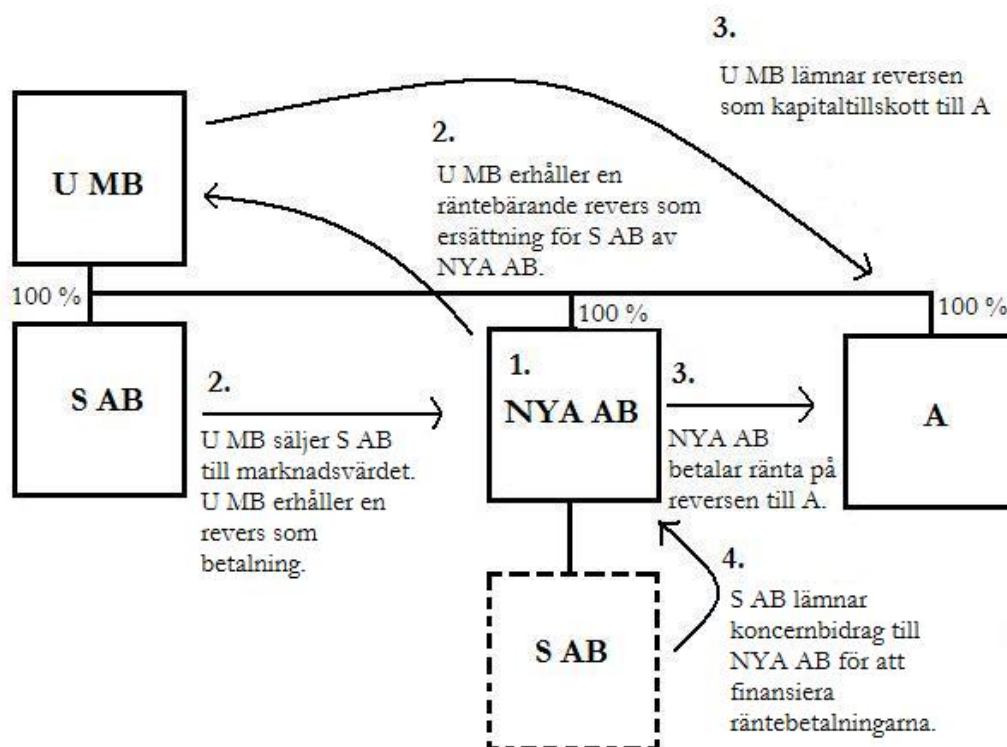 3.
U MB lämnar reversen
som kapitaltillskott till A
U MB
2.
U MB erhåller en
räntebärande revers som
ersättning för S AB av
NYA AB.
100 %
100 %
100 %
S AB
2.
U MB säljer S AB
till marknadsvärdet.
U MB erhåller en
revers som
betalning.
1.
NYA AB
3.
NYA AB
betalar ränta på
reversen till A.
A
S AB
4.
S AB lämnar
koncernbidrag till
NYA AB för att
finansiera
räntebetalningarna.